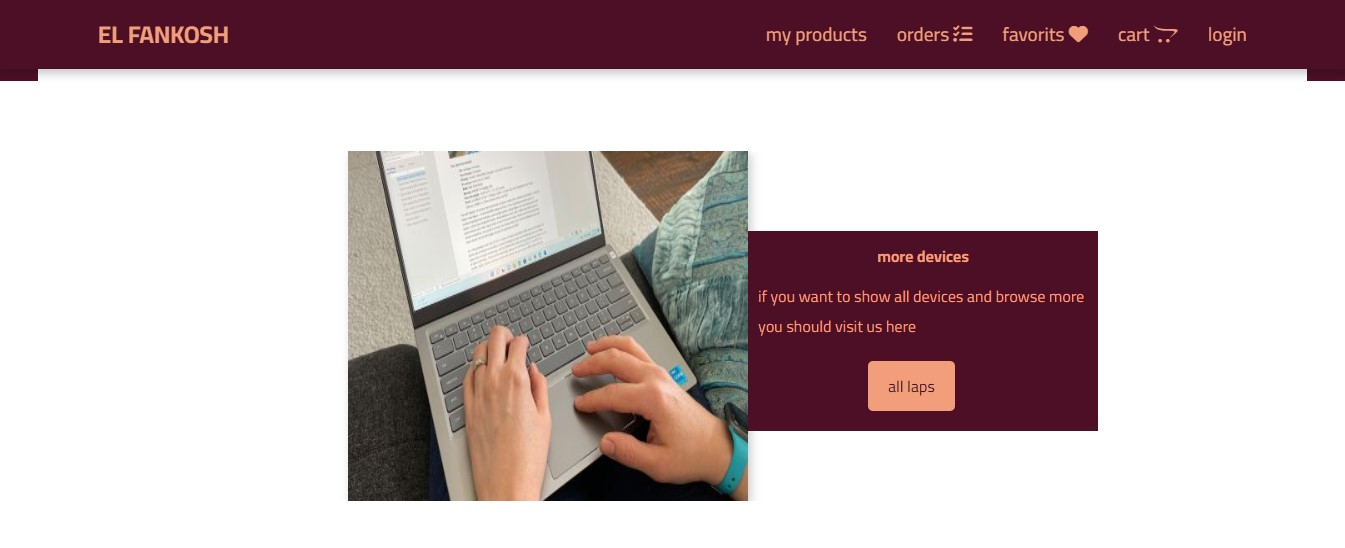 EL FANKOSH
my products
orders
favorits
cart
login
more devices
if you want to show all devices and browse more
you should visit us here
all laps